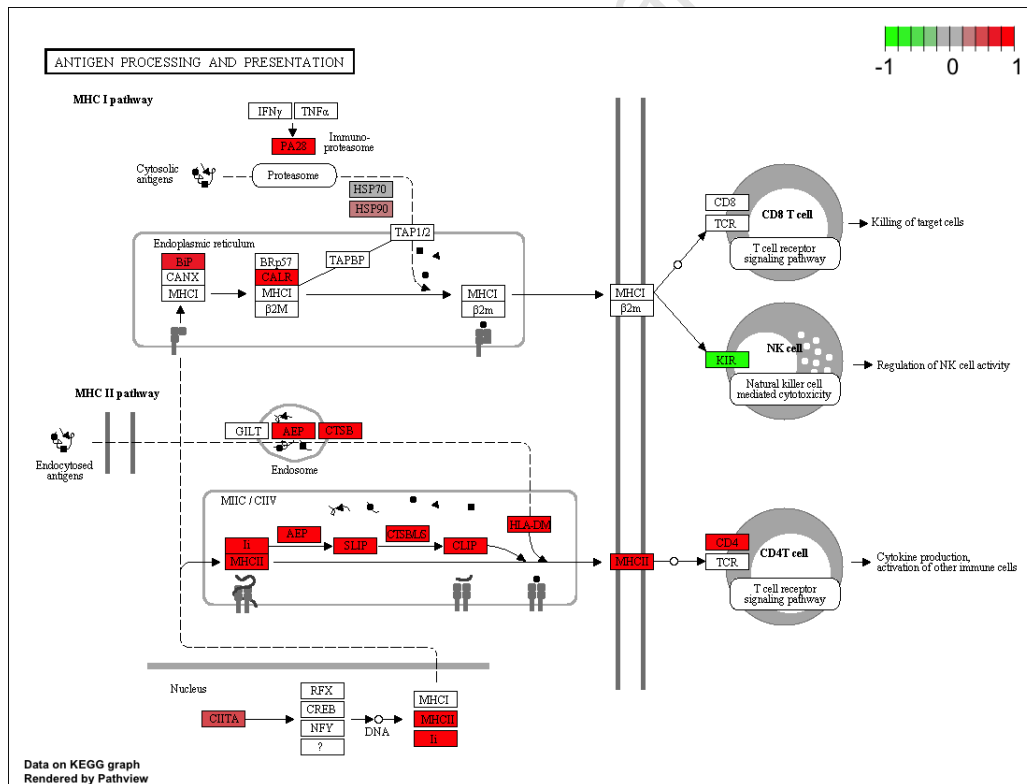 -1 0 1
ANTIGEN PROCESSING AND PRESENTATION
MHC I pathway
IFNγ TNFα
PA28
Immuno-
proteasome
Cytosolic
antigens
Proteasome
HSP70
HSP90
TAP1/2
Endoplasmic reticulum
BiP
CANX
MHCI
BRp57
CALR
MHCI
β2M
TAPBP
MHCI
β2m
MHCI
β2m
CD8
TCR
CD8 T cell
T cell receptor
signaling pathway
Killing of target cells
KIR
NK cell
Natural killer cell
mediated cytotoxicity
Regulation of NK cell activity
MHC II pathway
Endocytosed
antigens
GILT AEP CTSB
Endosome
MIIC / CIIV
Ii
MHCII
AEP
SLIP
CTSB/L/S
CLIP
HLA-DM
MHCII
CD4
TCR
CD4T cell
T cell receptor
signaling pathway
Cytokine production,
activation of other immune cells
Nucleus
CIITA
RFX
CREB
NFY
?
DNA
MHCI
MHCII
Ii
Data on KEGG graph
Rendered by Pathview